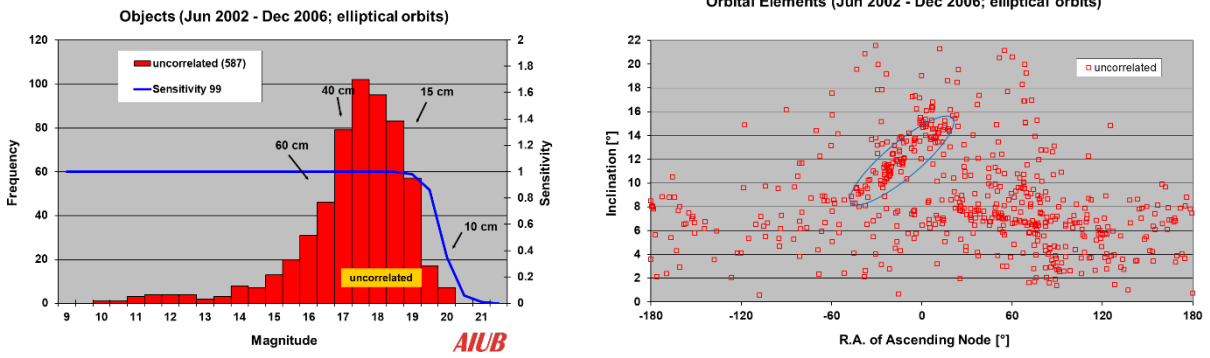 Objects (Jun 2002 - Dec 2006; elliptical orbits)
120
100
80
60
40
20
0
Frequency
uncorrelated (587)
Sensitivity 99
60 cm
40 cm
15 cm
10 cm
uncorrelated
2
1.8
1.6
1.4
1.2
1
0.8
0.6
0.4
0.2
0
Sensitivity
9 10 11 12 13 14 15 16 17 18 19 20 21
Magnitude
AIUB
Orbital Elements (Jun 2002 - Dec 2006; elliptical orbits)
22
20
18
16
14
12
10
8
6
4
2
0
Inclination [°]
uncorrelated
-180 -120 -60 0 60 120 180
R.A. of Ascending Node [°]